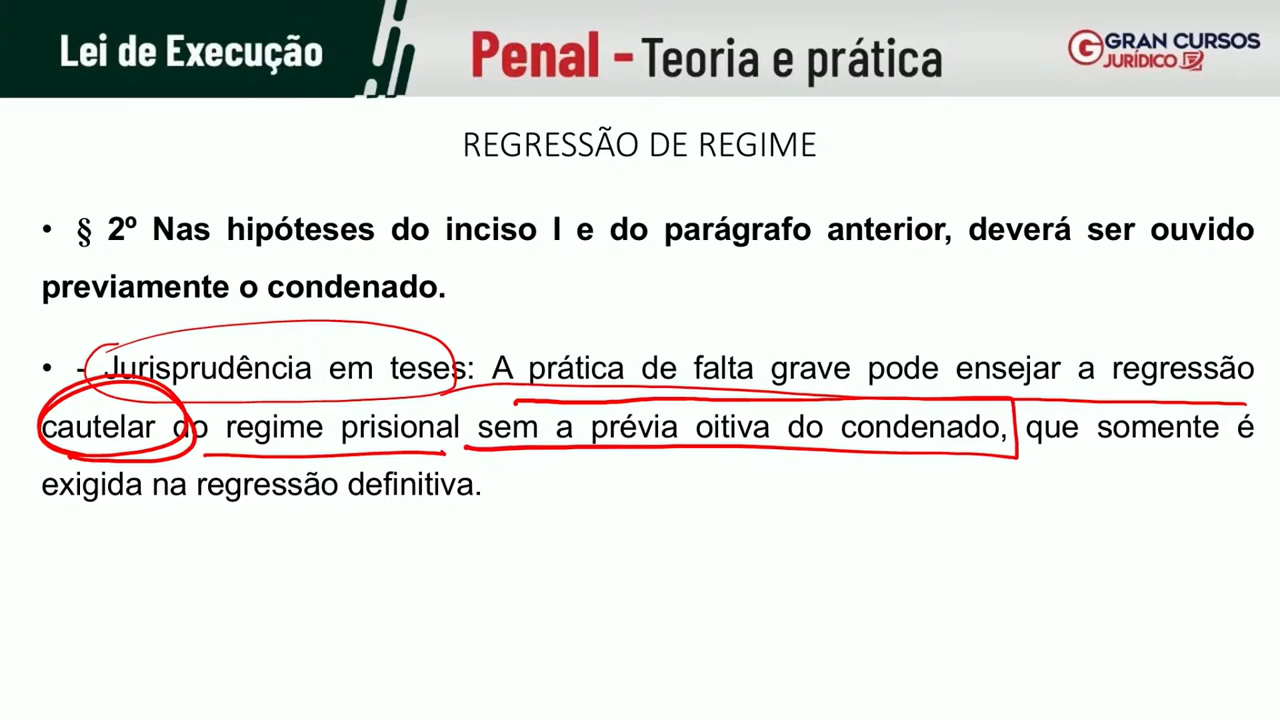 Lei de Execução Penal - Teoria e prática
GRAN CURSOS
JURÍDICO
REGRESSÃO DE REGIME
• § 2º Nas hipóteses do inciso I e do parágrafo anterior, deverá ser ouvido
previamente o condenado.
• - Jurisprudência em teses: A prática de falta grave pode ensejar a regressão
cautelar do regime prisional sem a prévia oitiva do condenado, que somente é
exigida na regressão definitiva.